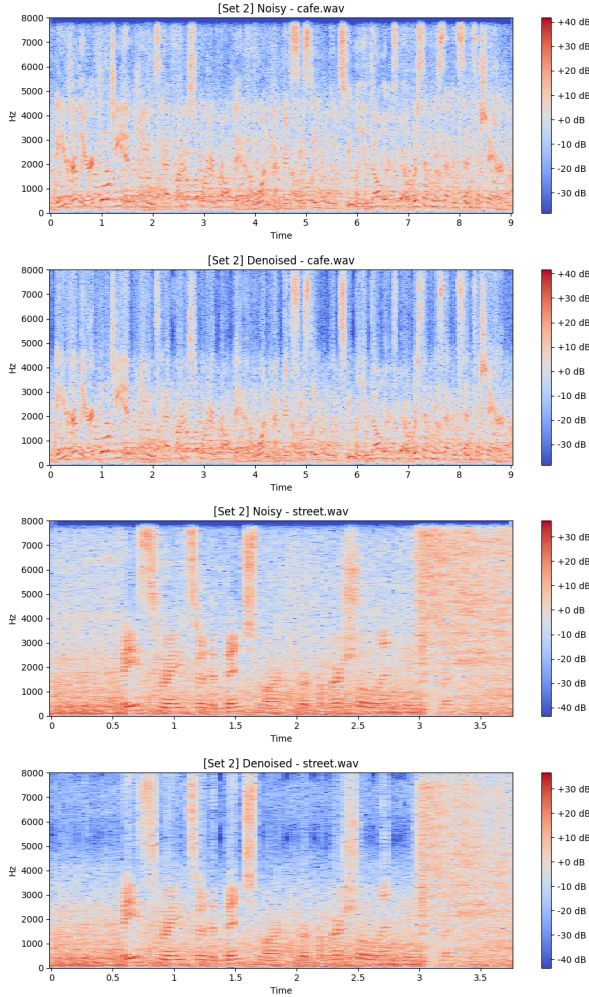 [Set 2] Noisy - cafe.wav
8000
7000
6000
5000
4000
3000
2000
1000
0
Hz
0 1 2 3 4 5 6 7 8 9
Time
+40 dB
+30 dB
+20 dB
+10 dB
+0 dB
-10 dB
-20 dB
-30 dB
[Set 2] Denoised - cafe.wav
8000
7000
6000
5000
4000
3000
2000
1000
0
Hz
0 1 2 3 4 5 6 7 8 9
Time
+40 dB
+30 dB
+20 dB
+10 dB
+0 dB
-10 dB
-20 dB
-30 dB
[Set 2] Noisy - street.wav
8000
7000
6000
5000
4000
3000
2000
1000
0
Hz
0 0.5 1 1.5 2 2.5 3 3.5
Time
+30 dB
+20 dB
+10 dB
+0 dB
-10 dB
-20 dB
-30 dB
-40 dB
[Set 2] Denoised - street.wav
8000
7000
6000
5000
4000
3000
2000
1000
0
Hz
0 0.5 1 1.5 2 2.5 3 3.5
Time
+30 dB
+20 dB
+10 dB
+0 dB
-10 dB
-20 dB
-30 dB
-40 dB